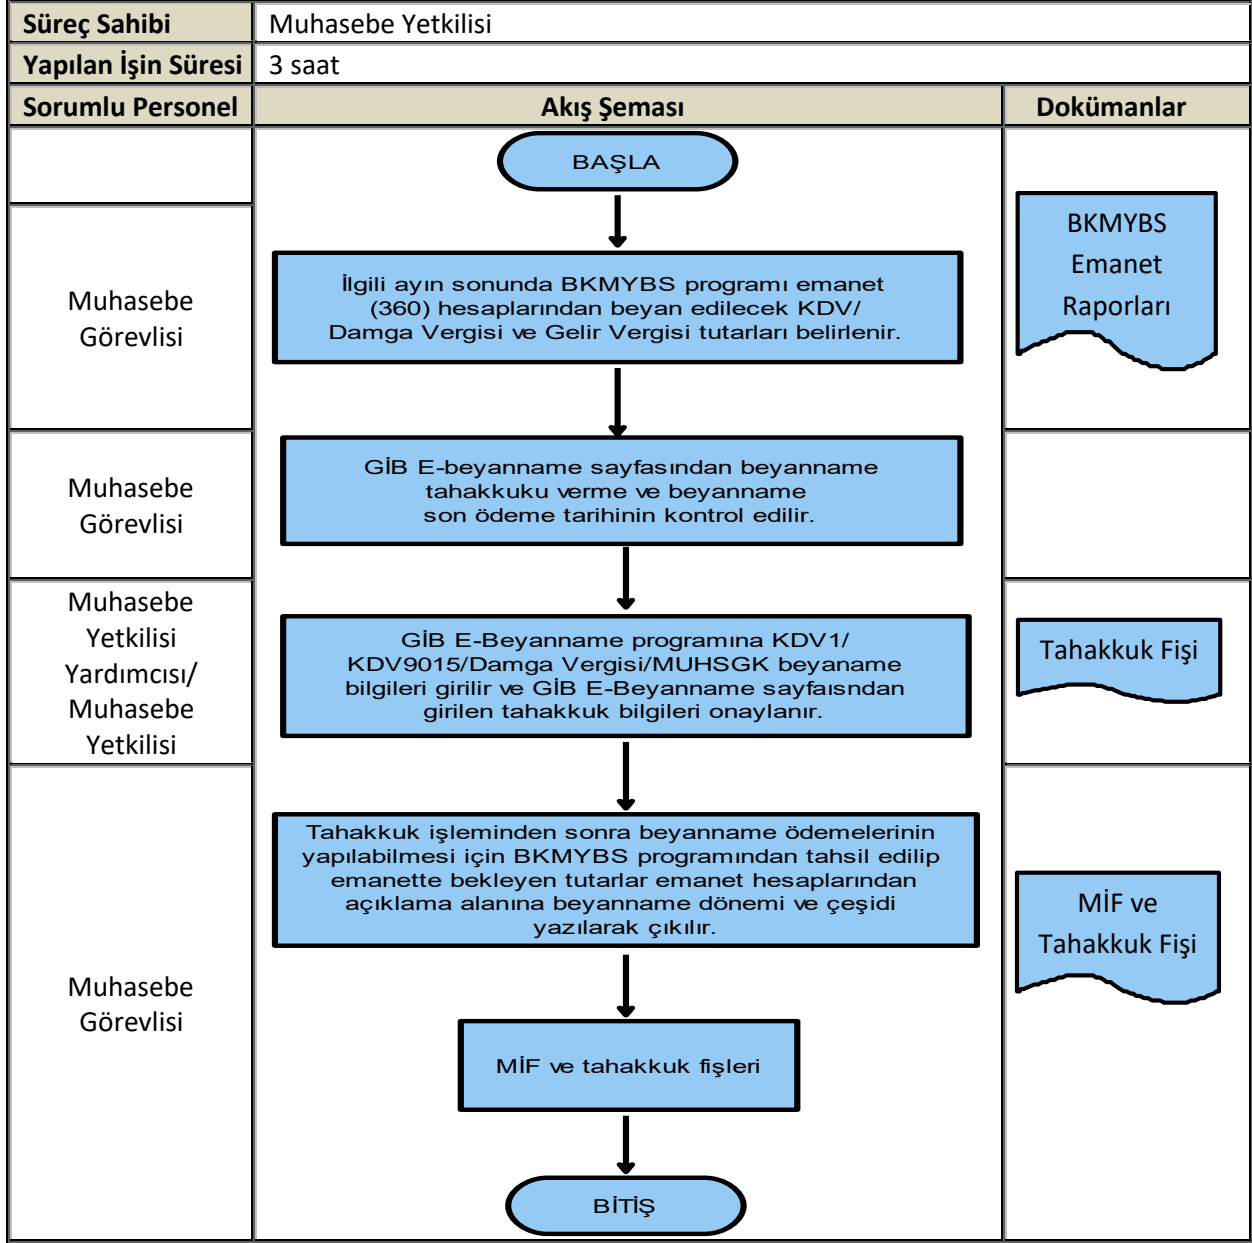 Süreç Sahibi
Muhasebe Yetkilisi
Yapılan İşin Süresi
3 saat
Sorumlu Personel
Akış Şeması
Dokümanlar
BAŞLA
Muhasebe
Görevlisi
İlgili ayın sonunda BKMYBS programı emanet
(360) hesaplarından beyan edilecek KDV/
Damga Vergisi ve Gelir Vergisi tutarları belirlenir.
BKMYBS
Emanet
Raporları
Muhasebe
Görevlisi
GİB E-beyanname sayfasından beyanname
tahakkuku verme ve beyanname
son ödeme tarihinin kontrol edilir.
Muhasebe
Yetkilisi
Yardımcısı/
Muhasebe
Yetkilisi
GİB E-Beyanname programına KDV1/
KDV9015/Damga Vergisi/MUHSGK beyaname
bilgileri girilir ve GİB E-Beyanname sayfaısndan
girilen tahakkuk bilgileri onaylanır.
Tahakkuk Fişi
Muhasebe
Görevlisi
Tahakkuk işleminden sonra beyanname ödemelerinin
yapılabilmesi için BKMYBS programından tahsil edilip
emanette bekleyen tutarlar emanet hesaplarından
açıklama alanına beyanname dönemi ve çeşidi
yazılarak çıkılır.
MİF ve
Tahakkuk Fişi
MİF ve tahakkuk fişleri
BİTİŞ